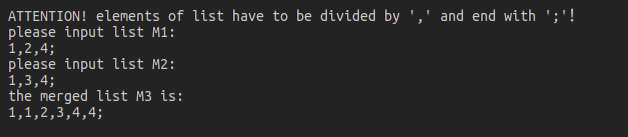 ATTENTION! elements of list have to be divided by ',' and end with ';'!
please input list M1:
1,2,4;
please input list M2:
1,3,4;
the merged list M3 is:
1,1,2,3,4,4;